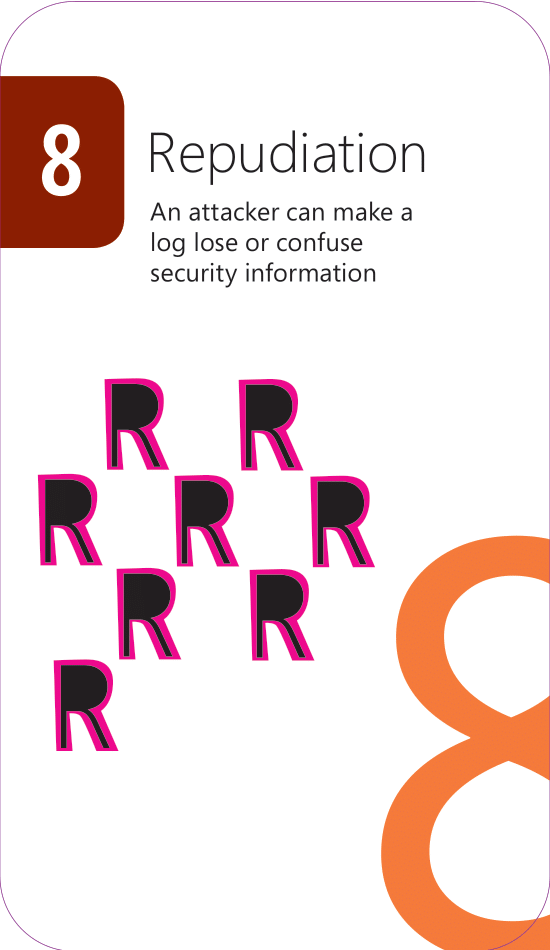 8
Repudiation
An attacker can make a
log lose or confuse
security information
R R
R R R
R R
R
8